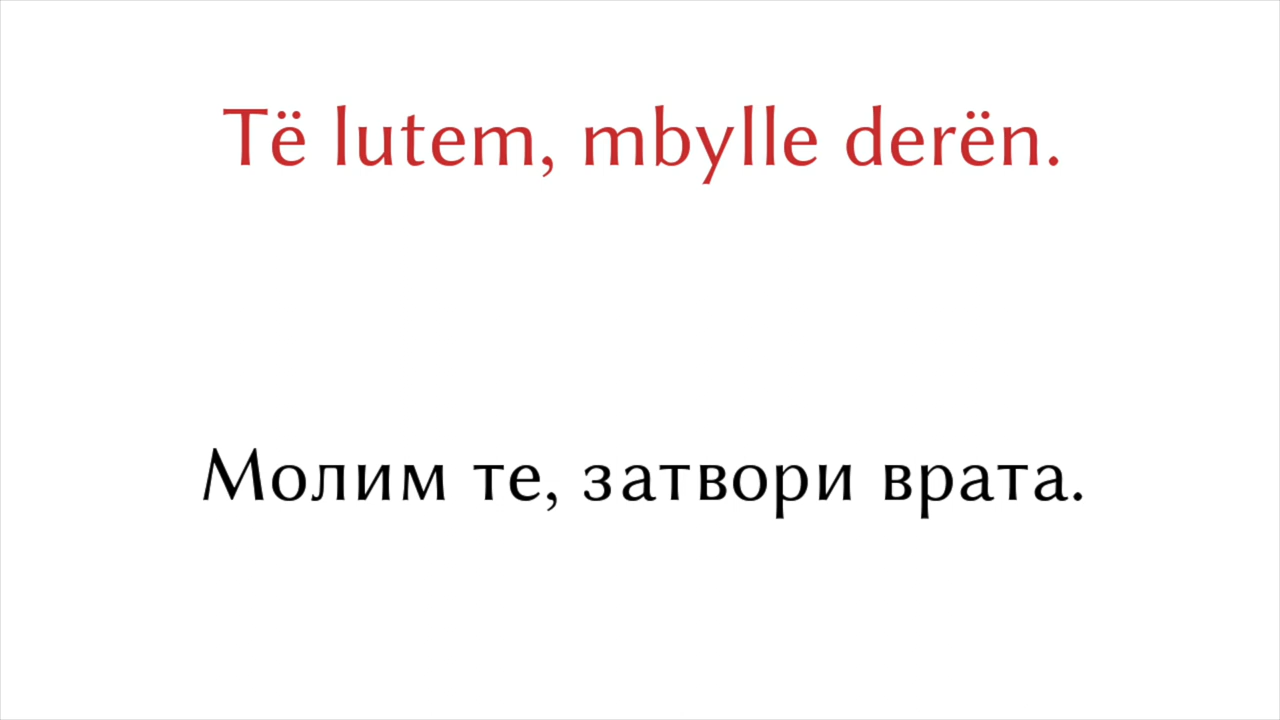 Të lutem, mbylle derën.
Молим те, затвори врата.